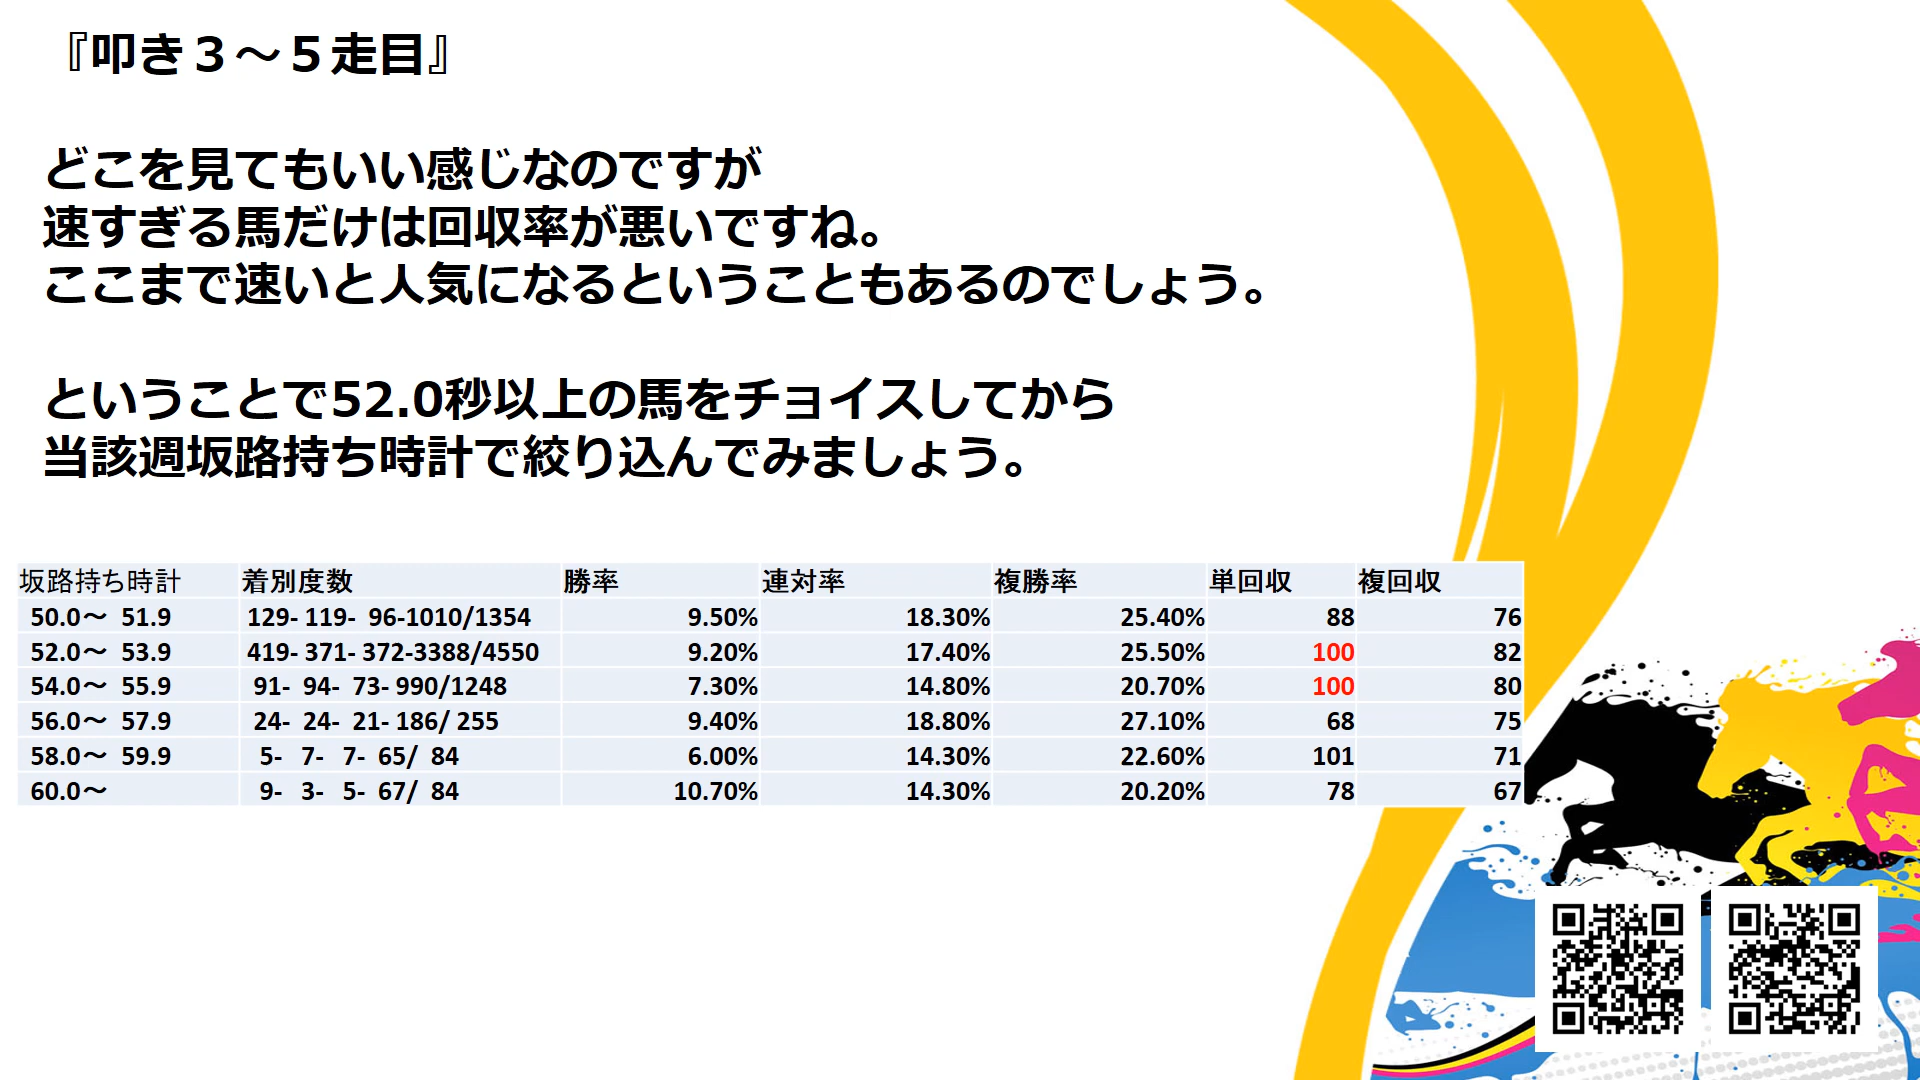 『叩き３～５走目』
どこを見てもいい感じなのですが
速すぎる馬だけは回収率が悪いですね。
ここまで速いと人気になるということもあるのでしょう。
ということで52.0秒以上の馬をチョイスしてから
当該週坂路持ち時計で絞り込んでみましょう。
坂路持ち時計 着別度数 勝率 連対率 複勝率 単回収 複回収
50.0～ 51.9 129- 119- 96-1010/1354 9.50% 18.30% 25.40% 88 76
52.0～ 53.9 419- 371- 372-3388/4550 9.20% 17.40% 25.50% 100 82
54.0～ 55.9 91- 94- 73- 990/1248 7.30% 14.80% 20.70% 100 80
56.0～ 57.9 24- 24- 21- 186/ 255 9.40% 18.80% 27.10% 68 75
58.0～ 59.9 5- 7- 7- 65/ 84 6.00% 14.30% 22.60% 101 71
60.0～ 9- 3- 5- 67/ 84 10.70% 14.30% 20.20% 78 67